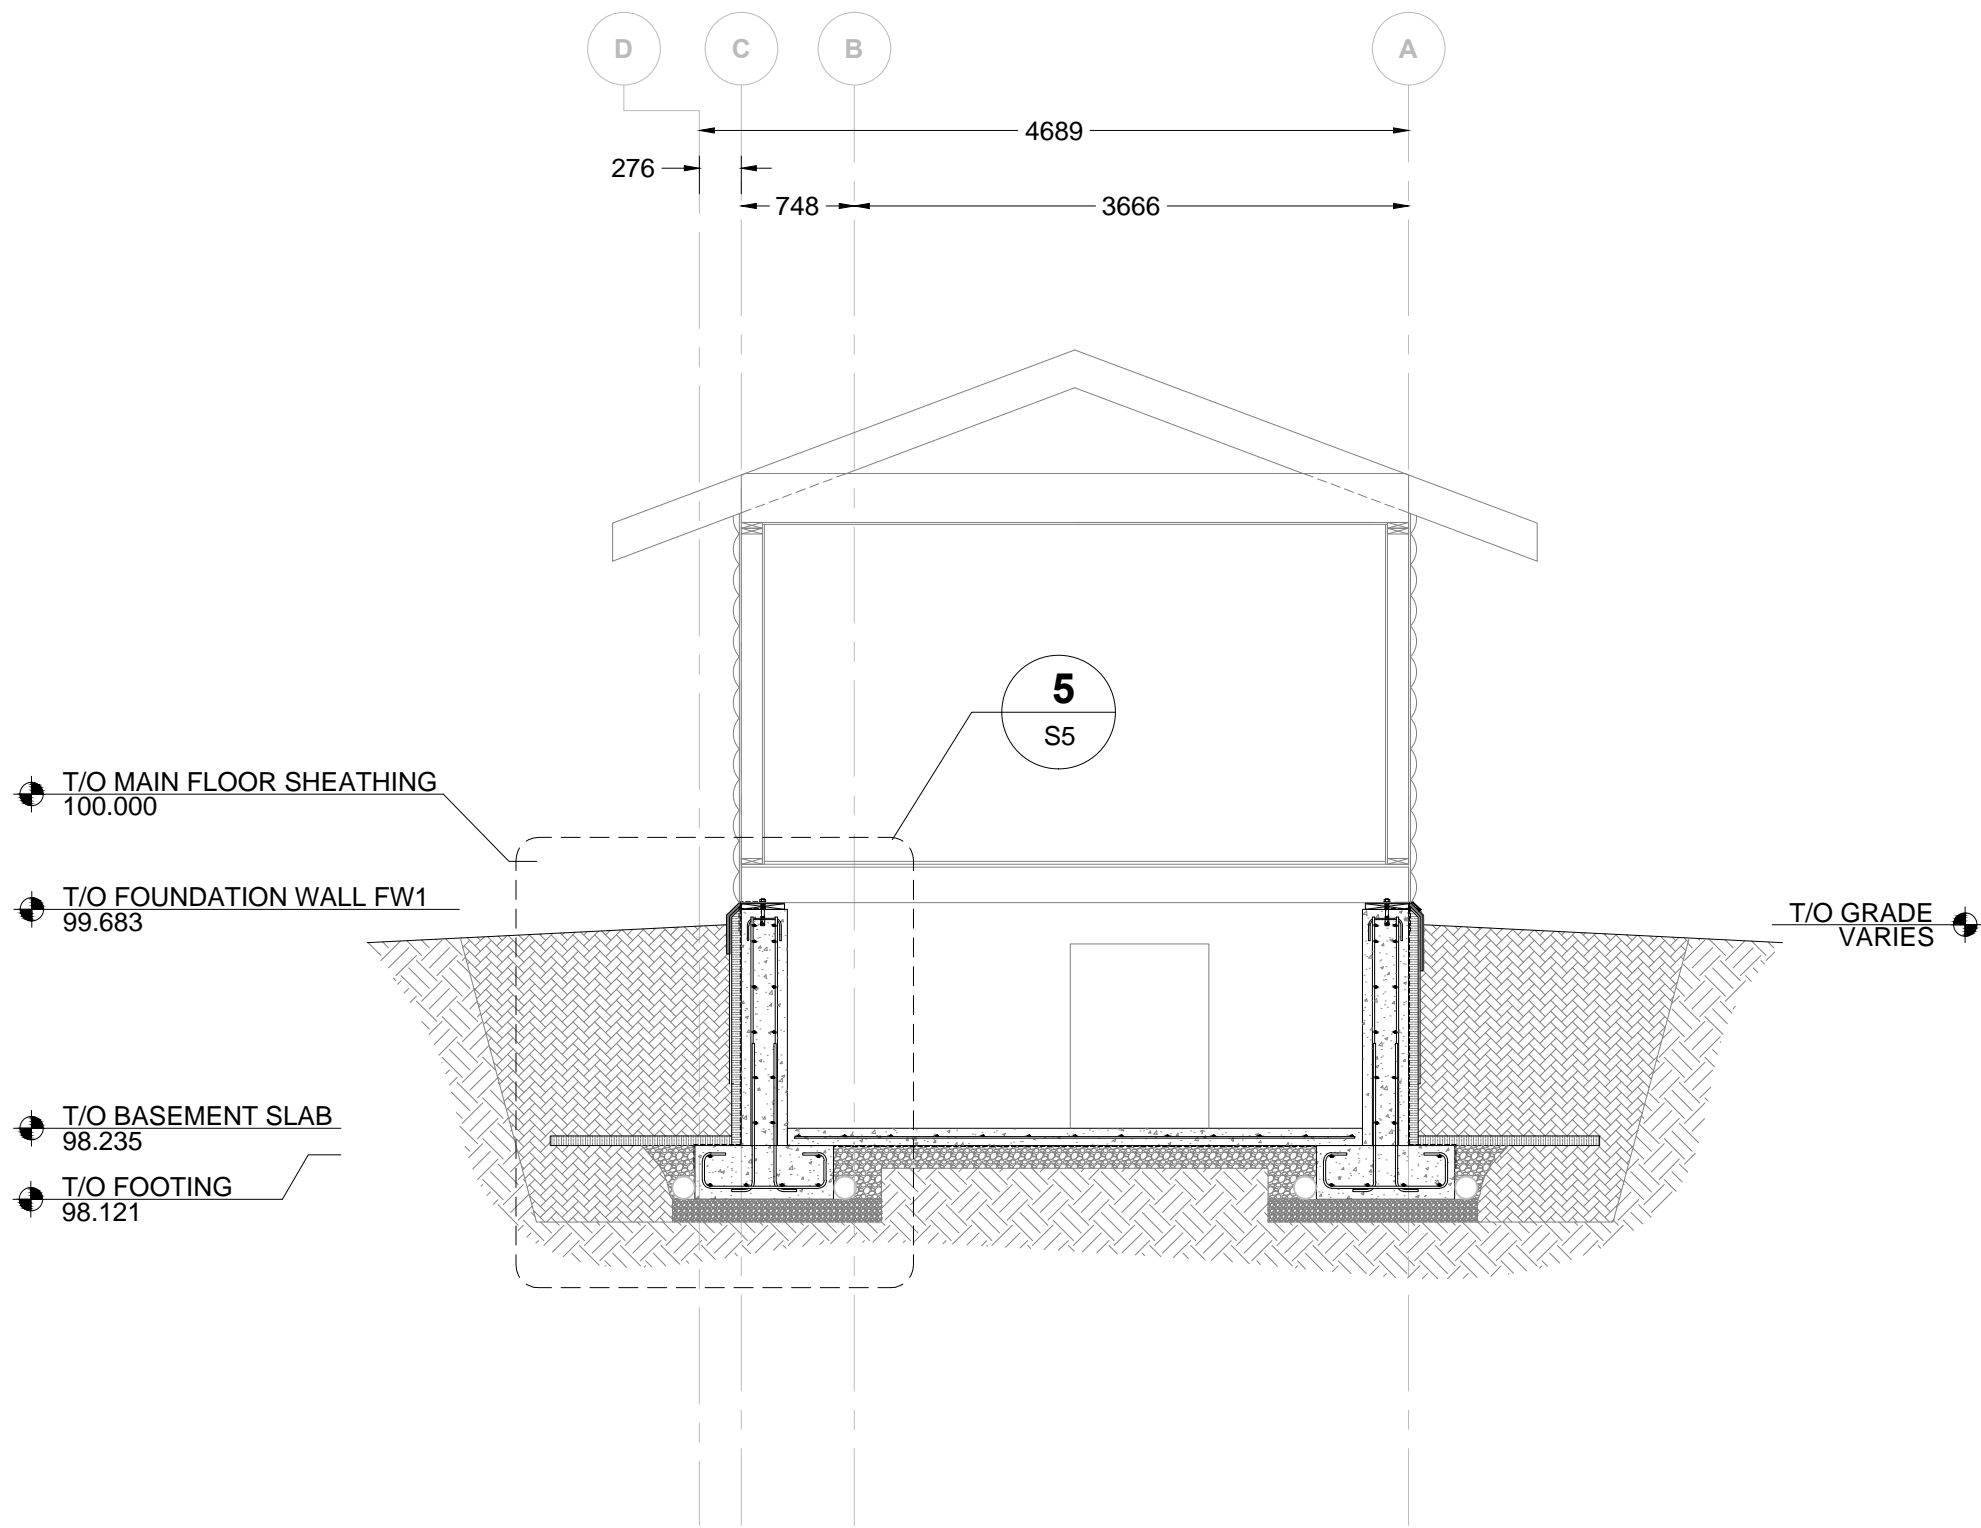 D
C
B
A
4689
276
748
3666
5
S5
T/O MAIN FLOOR SHEATHING
100.000
T/O FOUNDATION WALL FW1
99.683
T/O GRADE
VARIES
T/O BASEMENT SLAB
98.235
T/O FOOTING
98.121